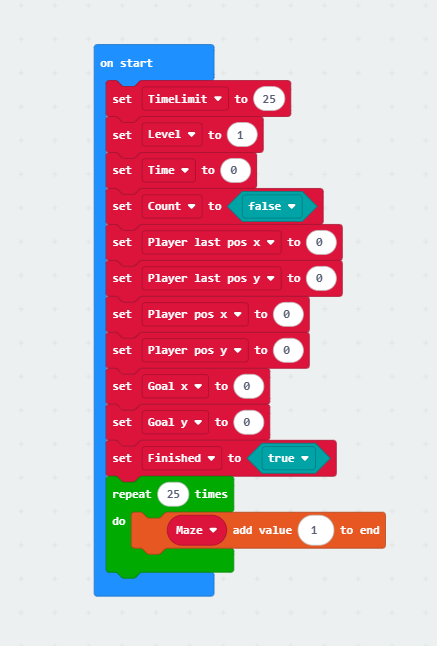 on start
set TimeLimit to 25
set Level to 1
set Time to 0
set Count to false
set Player last pos x to 0
set Player last pos y to 0
set Player pos x to 0
set Player pos y to 0
set Goal x to 0
set Goal y to 0
set Finished to true
repeat 25 times
do
Maze add value 1 to end